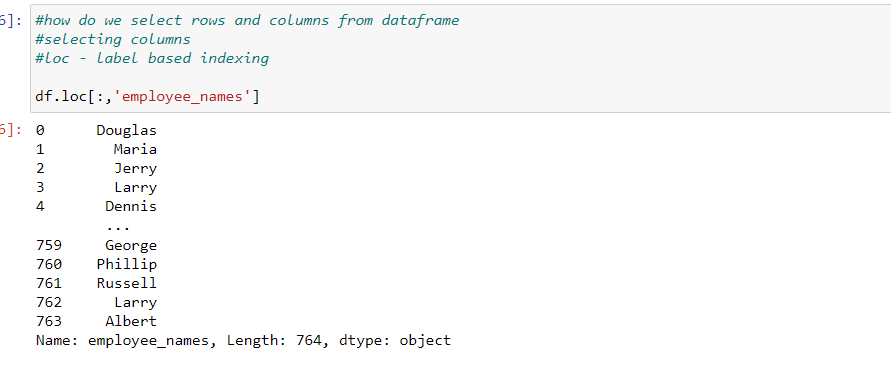 6]: #how do we select rows and columns from dataframe
#selecting columns
#loc - label based indexing
df.loc[:,'employee_names']
6]: 0 Douglas
1 Maria
2 Jerry
3 Larry
4 Dennis
...
759 George
760 Phillip
761 Russell
762 Larry
763 Albert
Name: employee_names, Length: 764, dtype: object